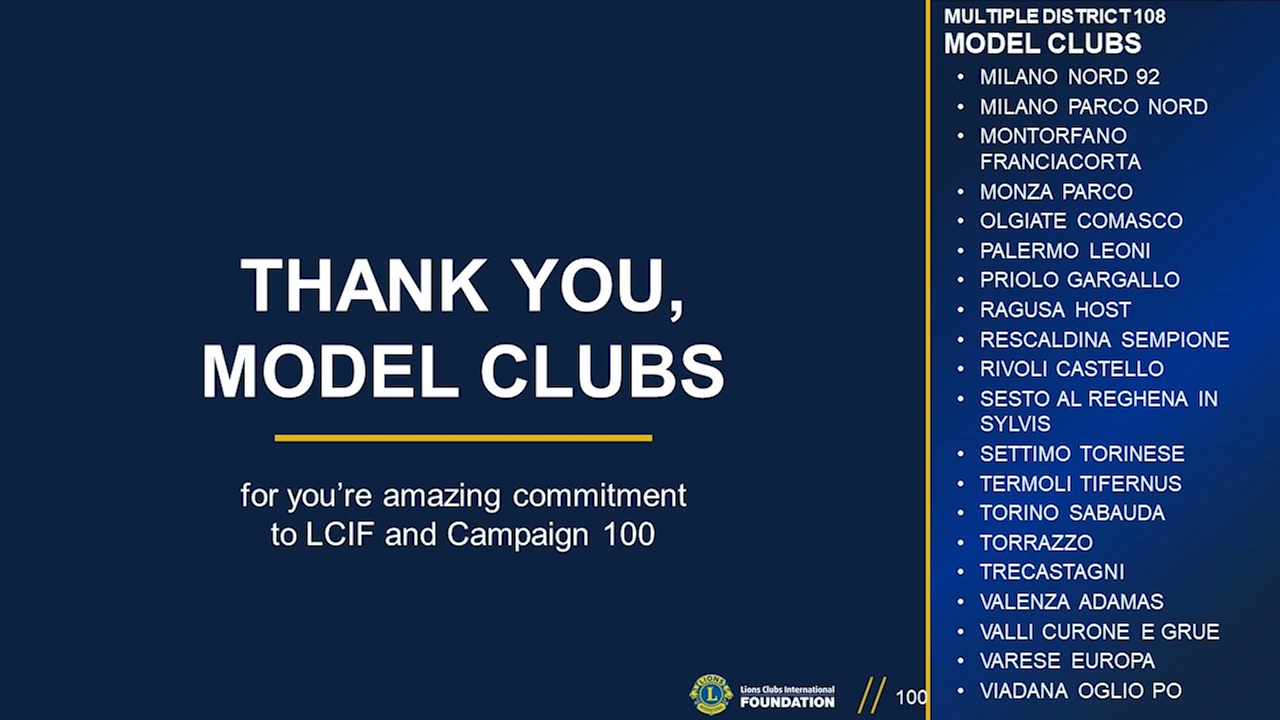 THANK YOU,
MODEL CLUBS
for you're amazing commitment
to LCIF and Campaign 100
LIONS
L
INTERNATIONAL
Lions Clubs International
FOUNDATION
100
MULTIPLE DISTRICT 108
MODEL CLUBS
• MILANO NORD 92
• MILANO PARCO NORD
• MONTORFANO
FRANCIACORTA
• MONZA PARCO
• OLGIATE COMASCO
• PALERMO LEONI
• PRIOLO GARGALLO
• RAGUSA HOST
• RESCALDINA SEMPIONE
• RIVOLI CASTELLO
• SESTO AL REGHENA IN
SYLVIS
• SETTIMO TORINESE
• TERMOLI TIFERNUS
• TORINO SABAUDA
• TORRAZZO
• TRECASTAGNI
• VALENZA ADAMAS
• VALLI CURONE E GRUE
• VARESE EUROPA
• VIADANA OGLIO PO